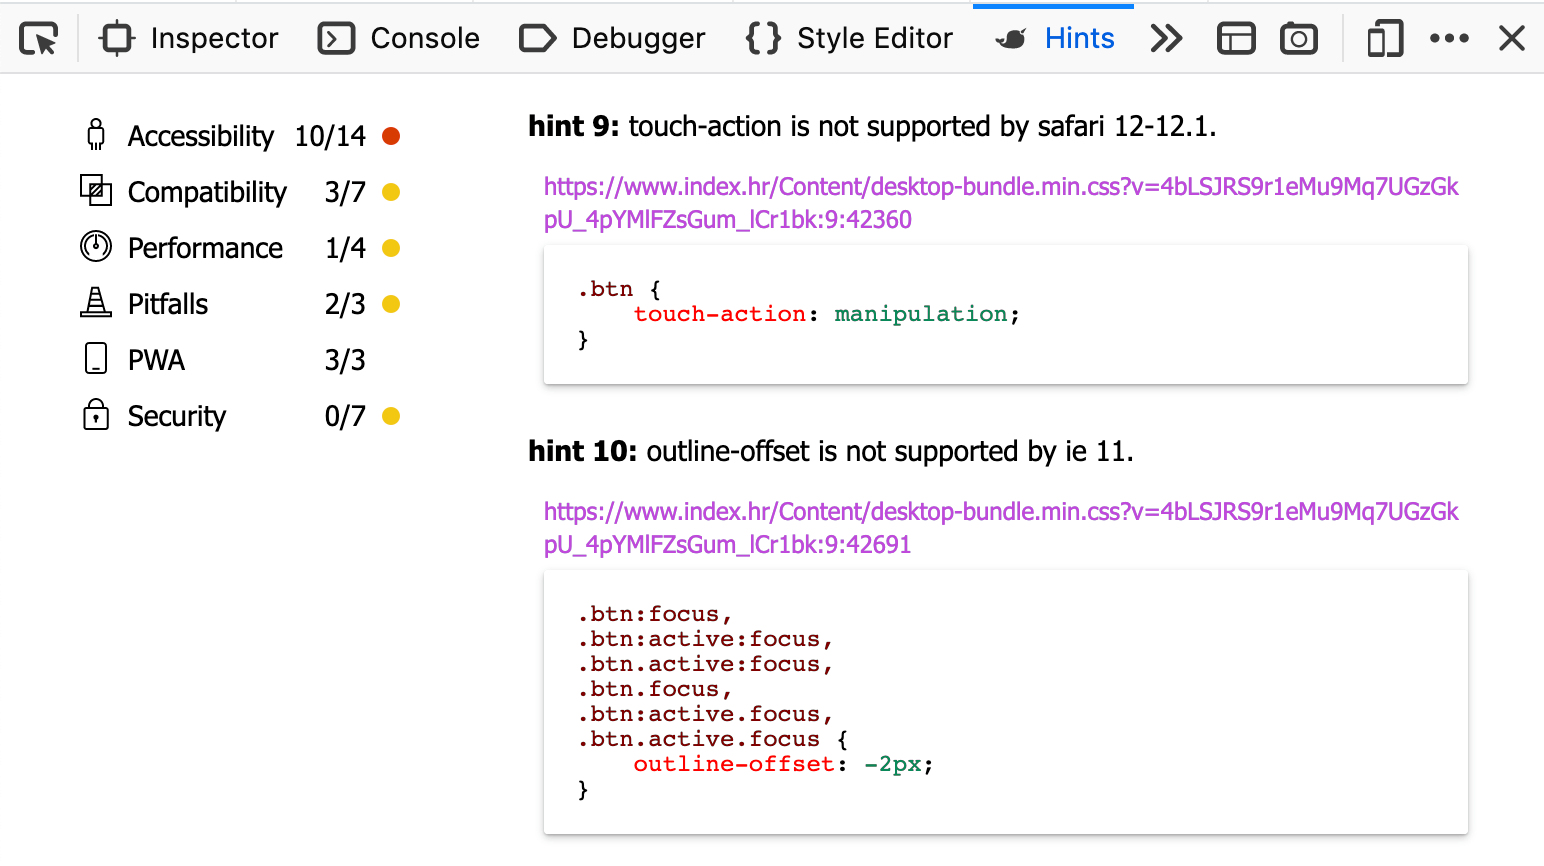 Inspector Console Debugger Style Editor Hints
Accessibility 10/14
Compatibility 3/7
Performance 1/4
Pitfalls 2/3
PWA 3/3
Security 0/7
hint 9: touch-action is not supported by safari 12-12.1.
https://www.index.hr/Content/desktop-bundle.min.css?v=4bLSJRS9r1eMu9Mq7UGzGk
pU_4pYMlFZsGum_lCr1bk:9:42360
.btn {
    touch-action: manipulation;
}
hint 10: outline-offset is not supported by ie 11.
https://www.index.hr/Content/desktop-bundle.min.css?v=4bLSJRS9r1eMu9Mq7UGzGk
pU_4pYMlFZsGum_lCr1bk:9:42691
.btn:focus,
.btn:active:focus,
.btn.active:focus,
.btn.focus,
.btn:active.focus,
.btn.active.focus {
    outline-offset: -2px;
}